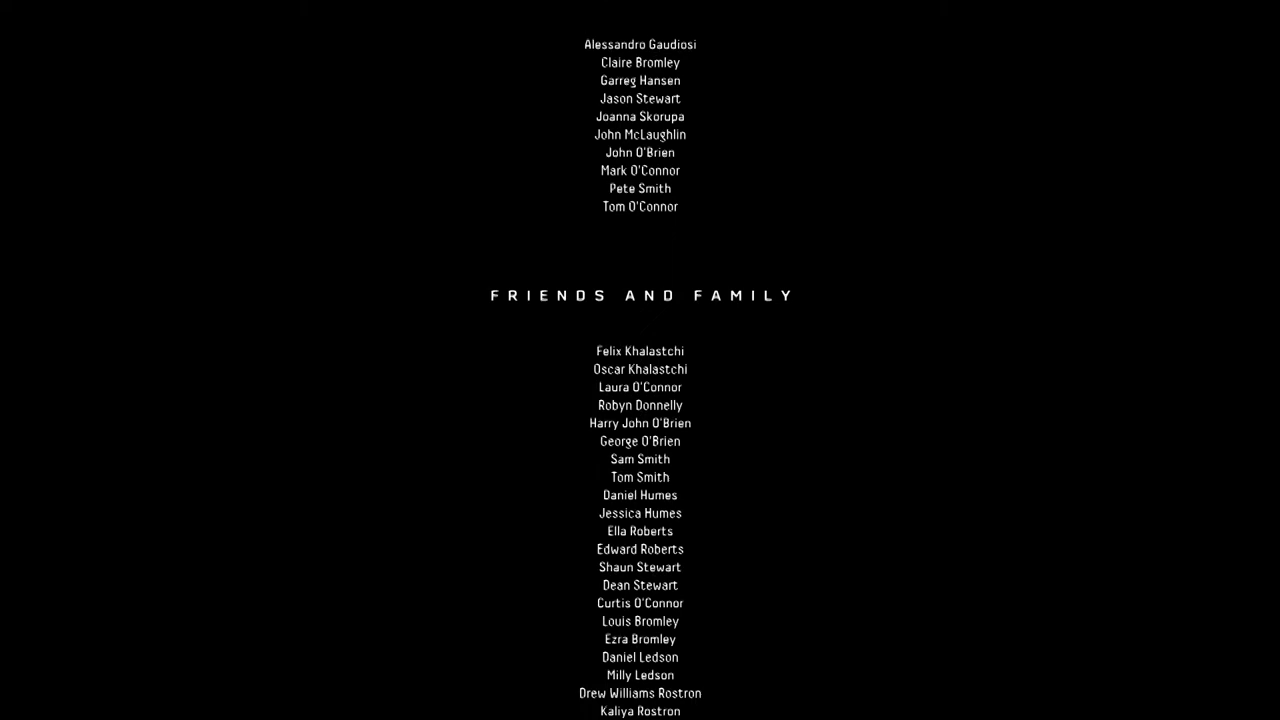 Alessandro Gaudiosi
Claire Bromley
Garreg Hansen
Jason Stewart
Joanna Skorupa
John McLaughlin
John O'Brien
Mark O'Connor
Pete Smith
Tom O'Connor
FRIENDS AND FAMILY
Felix Khalastchi
Oscar Khalastchi
Laura O'Connor
Robyn Donnelly
Harry John O'Brien
George O'Brien
Sam Smith
Tom Smith
Daniel Humes
Jessica Humes
Ella Roberts
Edward Roberts
Shaun Stewart
Dean Stewart
Curtis O'Connor
Louis Bromley
Ezra Bromley
Daniel Ledson
Milly Ledson
Drew Williams Rostron
Kaliya Rostron